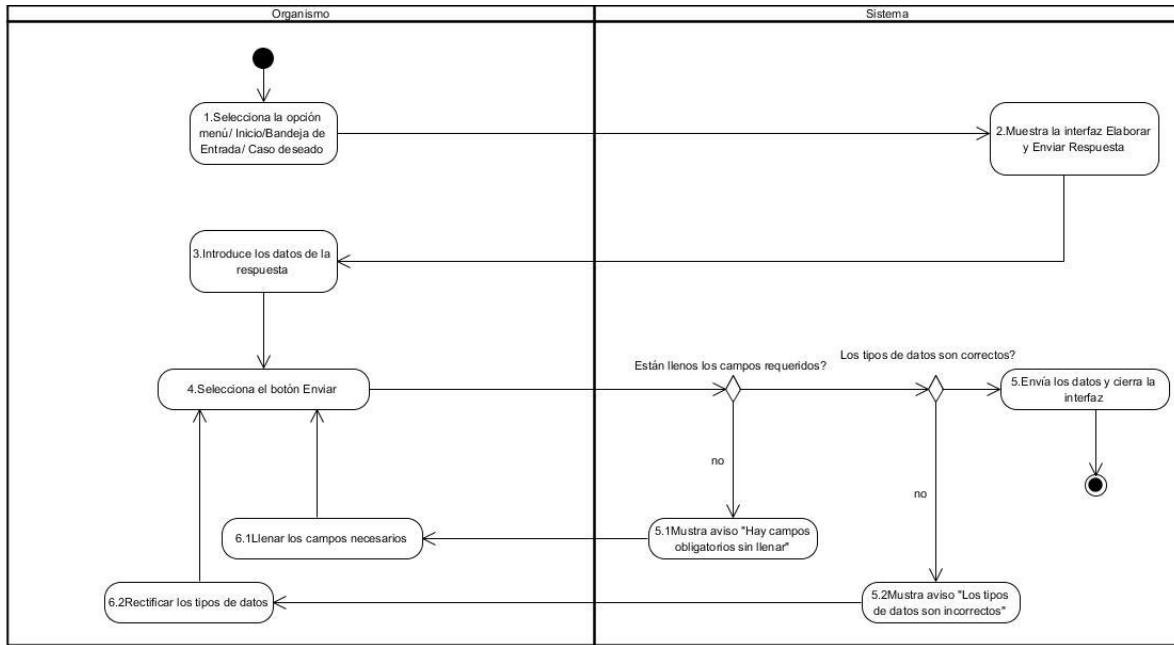 Organismo
Sistema
1.Selecciona la opción
menú/ Inicio/Bandeja de
Entrada/ Caso deseado
2.Muestra la interfaz Elaborar
y Enviar Respuesta
3.Introduce los datos de la
respuesta
Están llenos los campos requeridos?
Los tipos de datos son correctos?
4.Selecciona el botón Enviar
5.Envía los datos y cierra la
interfaz
no
no
6.1Llenar los campos necesarios
5.1Mustra aviso "Hay campos
obligatorios sin llenar"
6.2Rectificar los tipos de datos
5.2Mustra aviso "Los tipos
de datos son incorrectos"